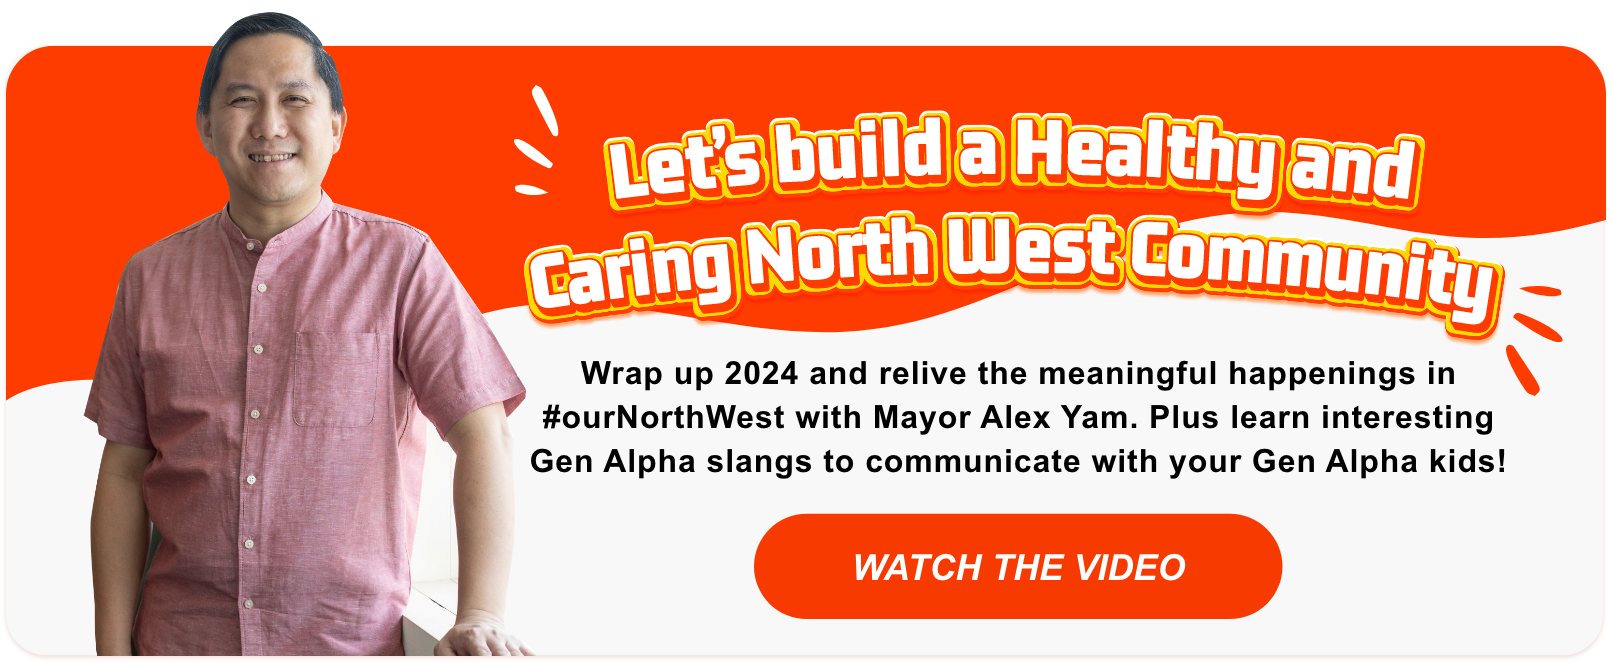 Let's build a Healthy and
Caring North West Community
Wrap up 2024 and relive the meaningful happenings in
#ourNorthWest with Mayor Alex Yam. Plus learn interesting
Gen Alpha slangs to communicate with your Gen Alpha kids!
WATCH THE VIDEO